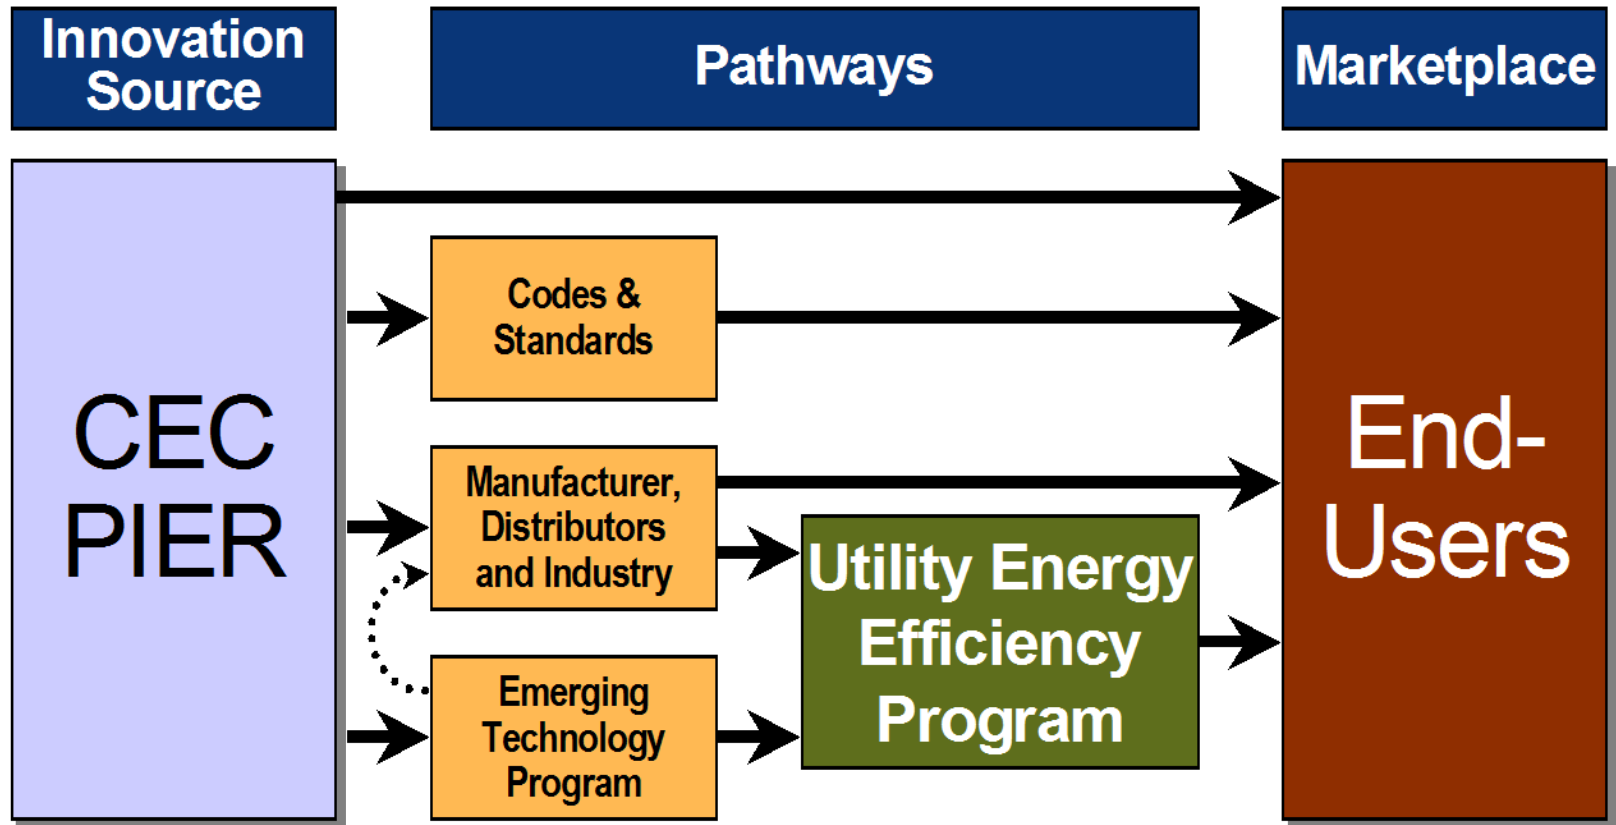 Innovation
Source
Pathways
Marketplace
CEC
PIER
Codes &
Standards
Manufacturer,
Distributors
and Industry
Emerging
Technology
Program
Utility Energy
Efficiency
Program
End-
Users